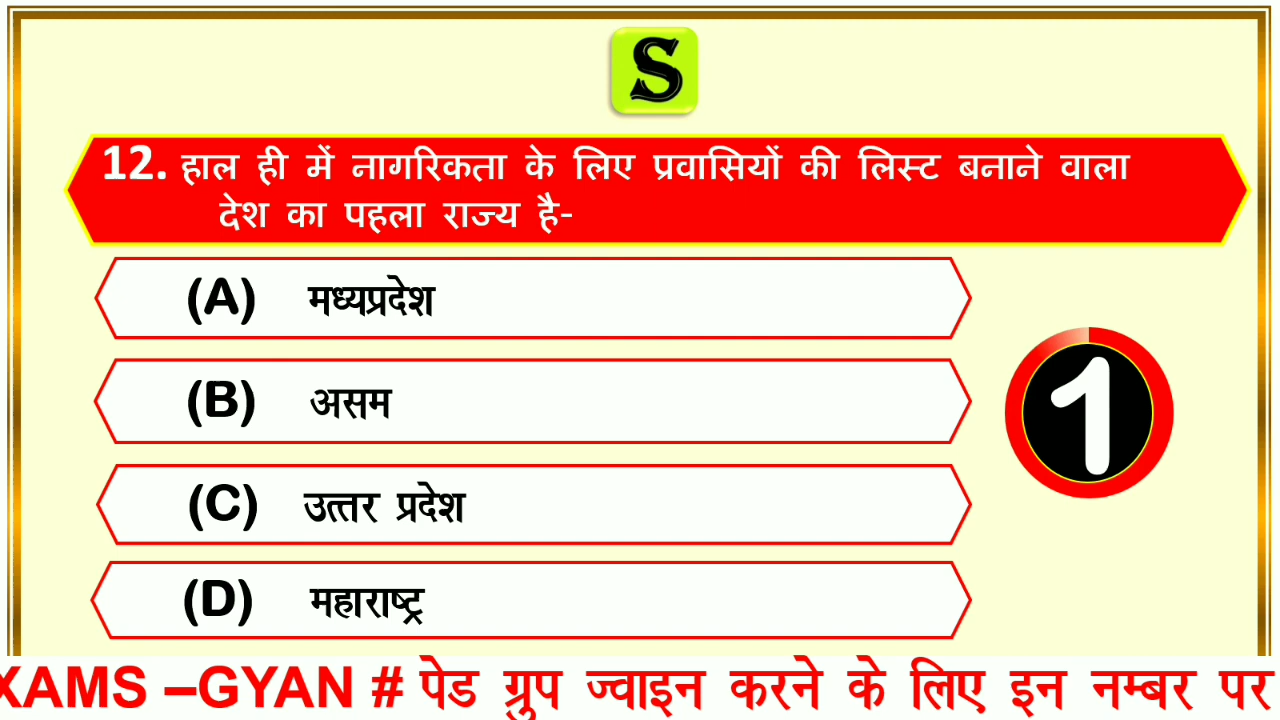 S
12. हाल ही में नागरिकता के लिए प्रवासियों की लिस्ट बनाने वाला
देश का पहला राज्य है-
(A) मध्यप्रदेश
(B) असम
(C) उत्तर प्रदेश
(D) महाराष्ट्र
1
XAMS –GYAN # पेड ग्रुप ज्वाइन करने के लिए इन नम्बर पर